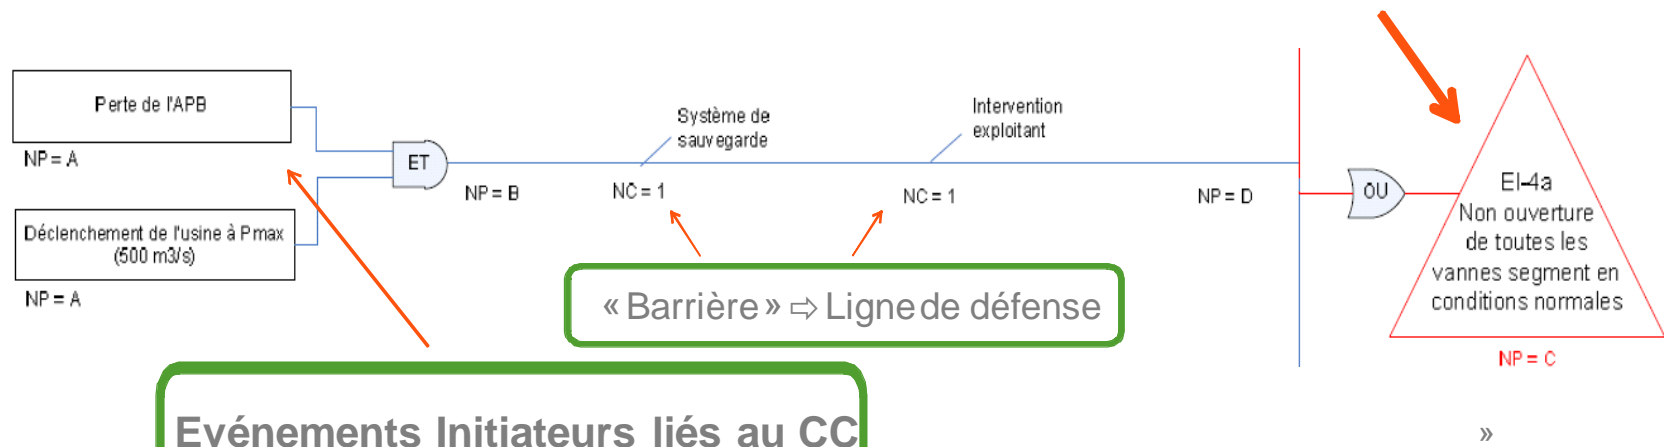 Perte de l'APB
NP = A
Déclenchement de l'usine à Pmax
(500 m3/s)
NP = A
ET
NP = B
Système de
sauvegarde
NC = 1
Intervention
exploitant
NC = 1
NP = D
OU
EI-4a
Non ouverture
de toutes les
vannes segment en
conditions normales
NP = C
« Barrière » ⇨ Ligne de défense
Evénements Initiateurs liés au CC
»